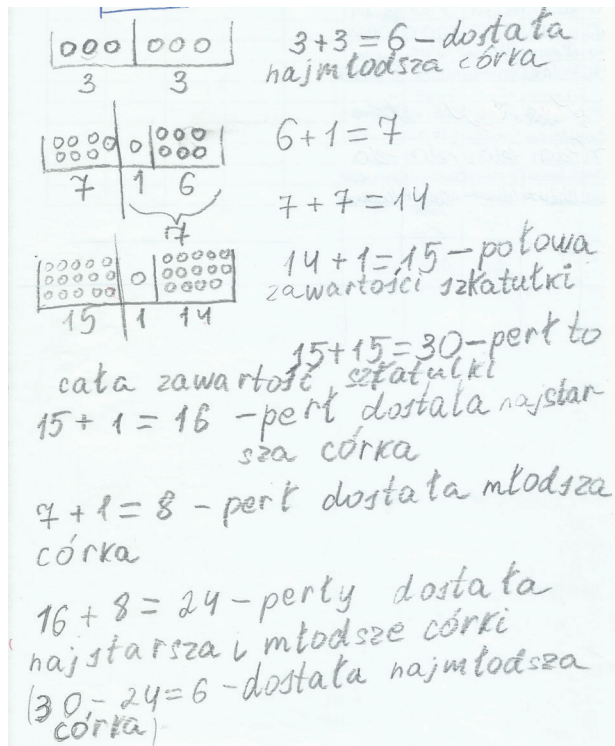 3 3
3+3=6 - dostała
najmłodsza córka
6+1=7
7 1 6
7
7+7=14
14+1=15 - połowa
zawartości szkatułki
15 1 14
15+15=30 - pereł to
cała zawartość szkatułki
15+1=16 - pereł dostała najstar
sza córka
7+1=8 - pereł dostała młodsza
córka
16+8=24 - perły dostała
najstarsza i młodsze córki
(30-24=6 - dostała najmłodsza
córka)